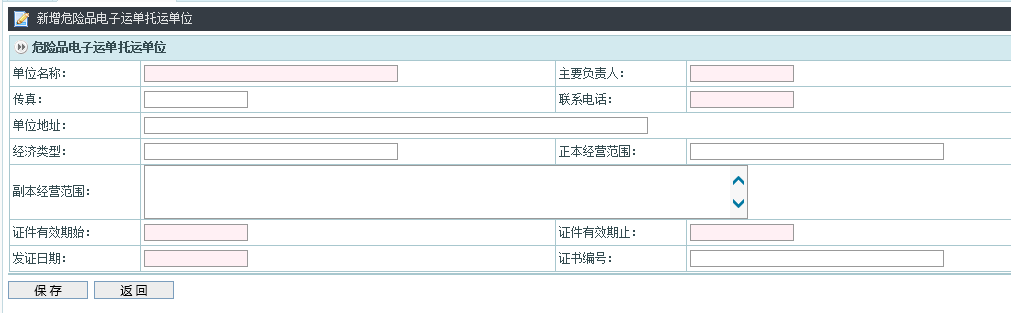 新增危险品电子运单托运单位
危险品电子运单托运单位
单位名称： 主要负责人：
传真： 联系电话：
单位地址：
经济类型： 正本经营范围：
副本经营范围：
证件有效期始： 证件有效期止：
发证日期： 证书编号：
保 存 返 回